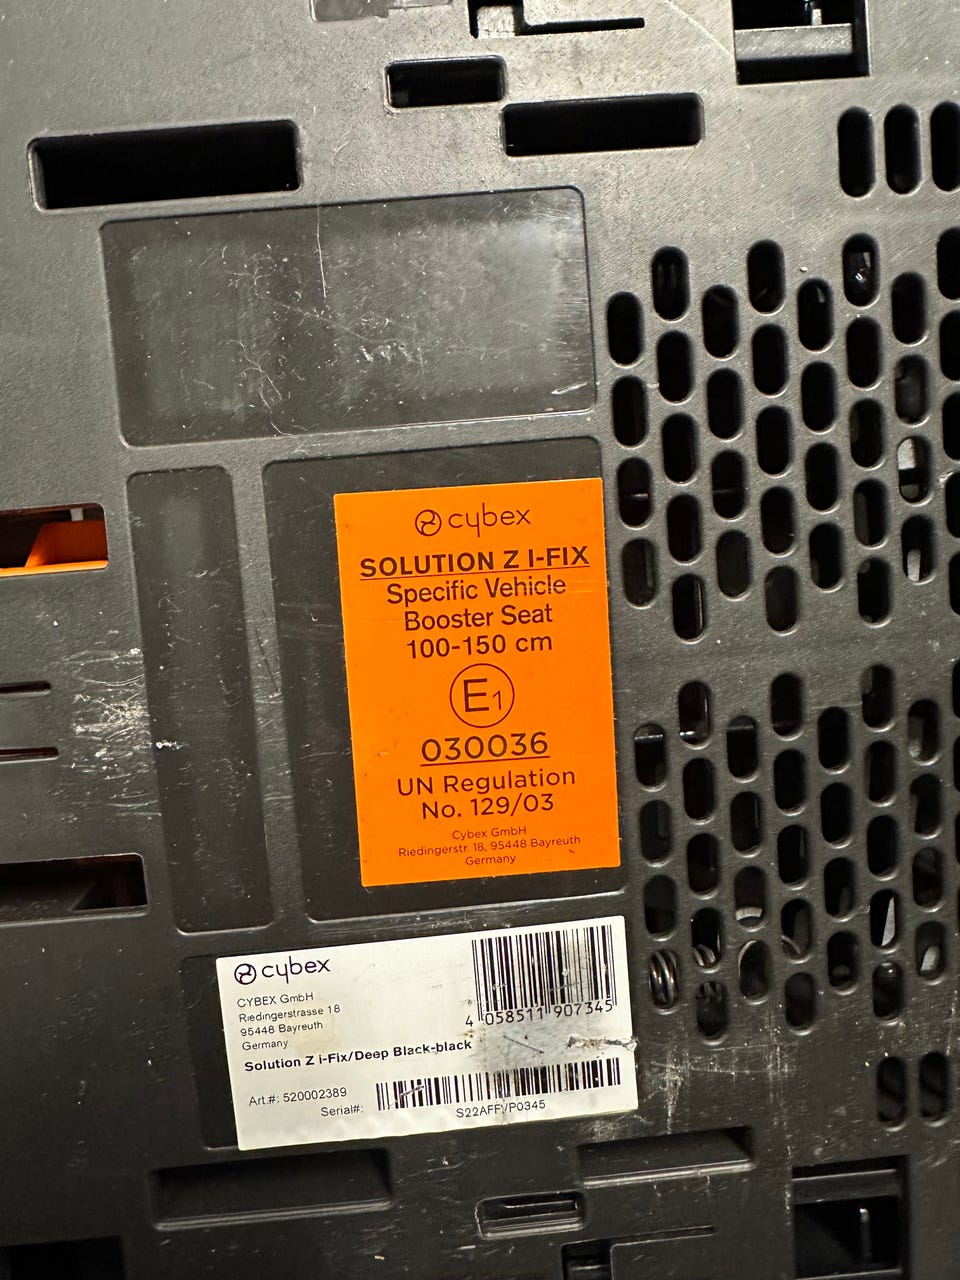 cybex
SOLUTION Z I-FIX
Specific Vehicle
Booster Seat
100-150 cm
E1
030036
UN Regulation
No. 129/03
Cybex GmbH
Riedingerstr. 18, 95448 Bayreuth
Germany
cybex
CYBEX GmbH
Riedingerstrasse 18
95448 Bayreuth
Germany
4 058511 907345
Solution Z i-Fix/Deep Black-black
Art.#: 520002389
Serial#: